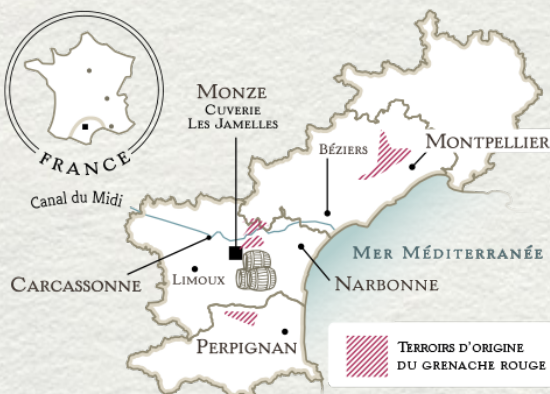 FRANCE
Canal du Midi
MONZE
CUVERIE
LES JAMELLES
BÉZIERS
MONTPELLIER
MER MÉDITERRANÉE
CARCASSONNE
LIMOUX
NARBONNE
PERPIGNAN
TERROIRS D'ORIGINE
DU GRENACHE ROUGE